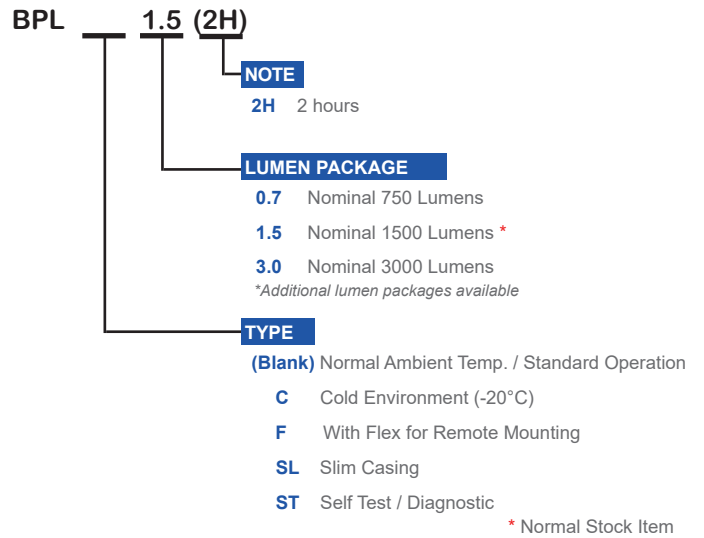 BPL __ 1.5 (2H)
NOTE
2H 2 hours
LUMEN PACKAGE
0.7 Nominal 750 Lumens
1.5 Nominal 1500 Lumens *
3.0 Nominal 3000 Lumens
*Additional lumen packages available
TYPE
(Blank) Normal Ambient Temp. / Standard Operation
C Cold Environment (-20°C)
F With Flex for Remote Mounting
SL Slim Casing
ST Self Test / Diagnostic
* Normal Stock Item